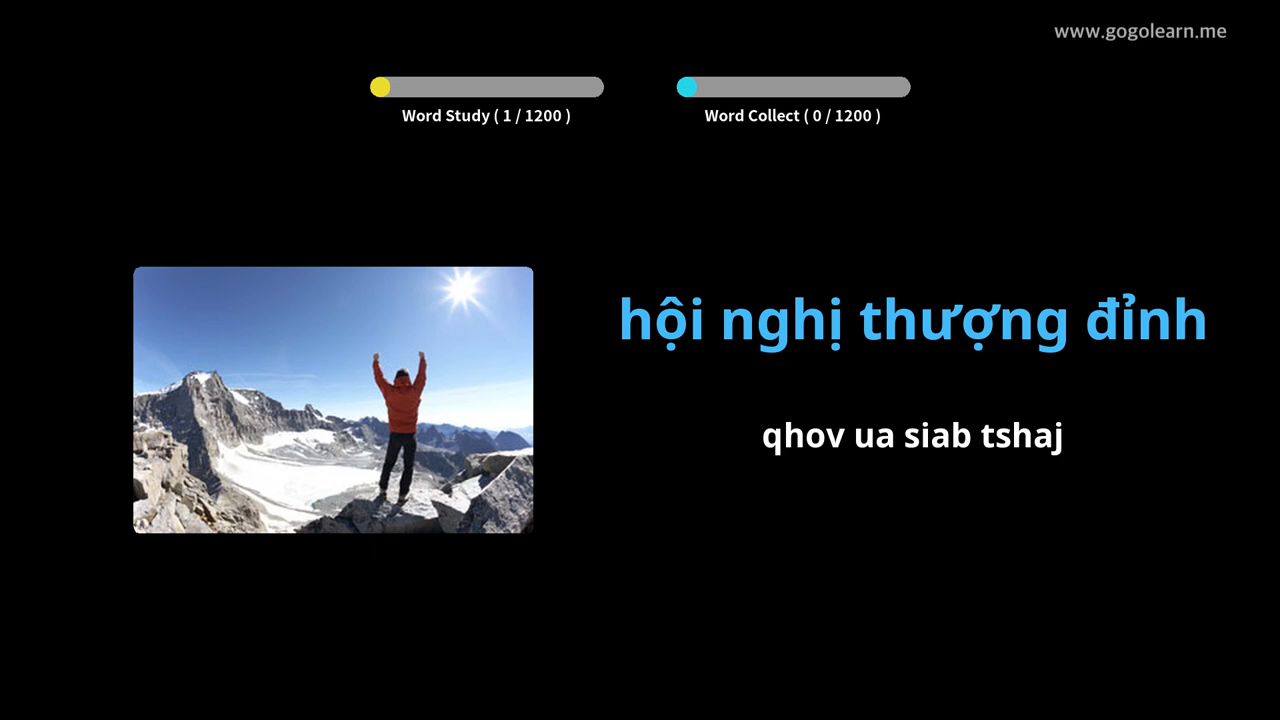 www.gogolearn.me
Word Study ( 1 / 1200 )
Word Collect ( 0 / 1200 )
hội nghị thượng đỉnh
qhov ua siab tshaj